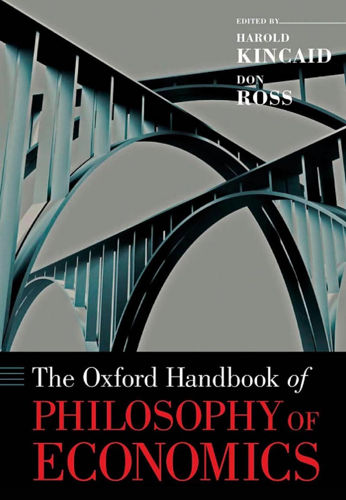 EDITED BY
HAROLD
KINCAID
DON
ROSS
The Oxford Handbook of
PHILOSOPHY OF
ECONOMICS